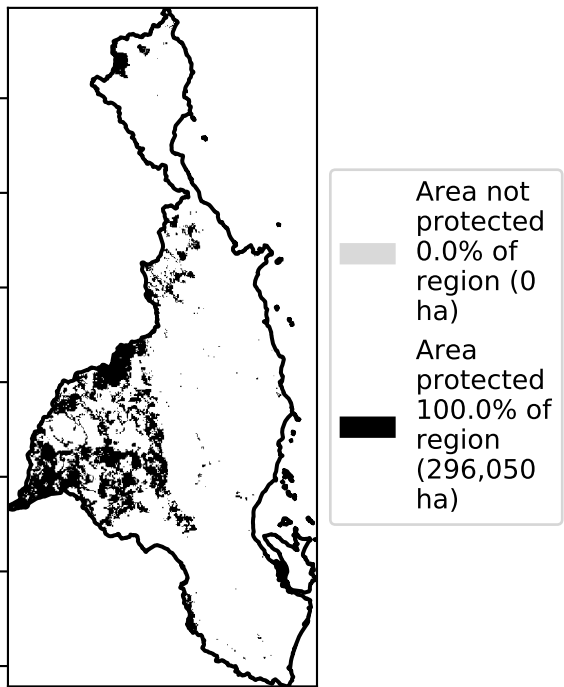 Area not
protected
0.0% of
region (0
ha)
Area
protected
100.0% of
region
(296,050
ha)